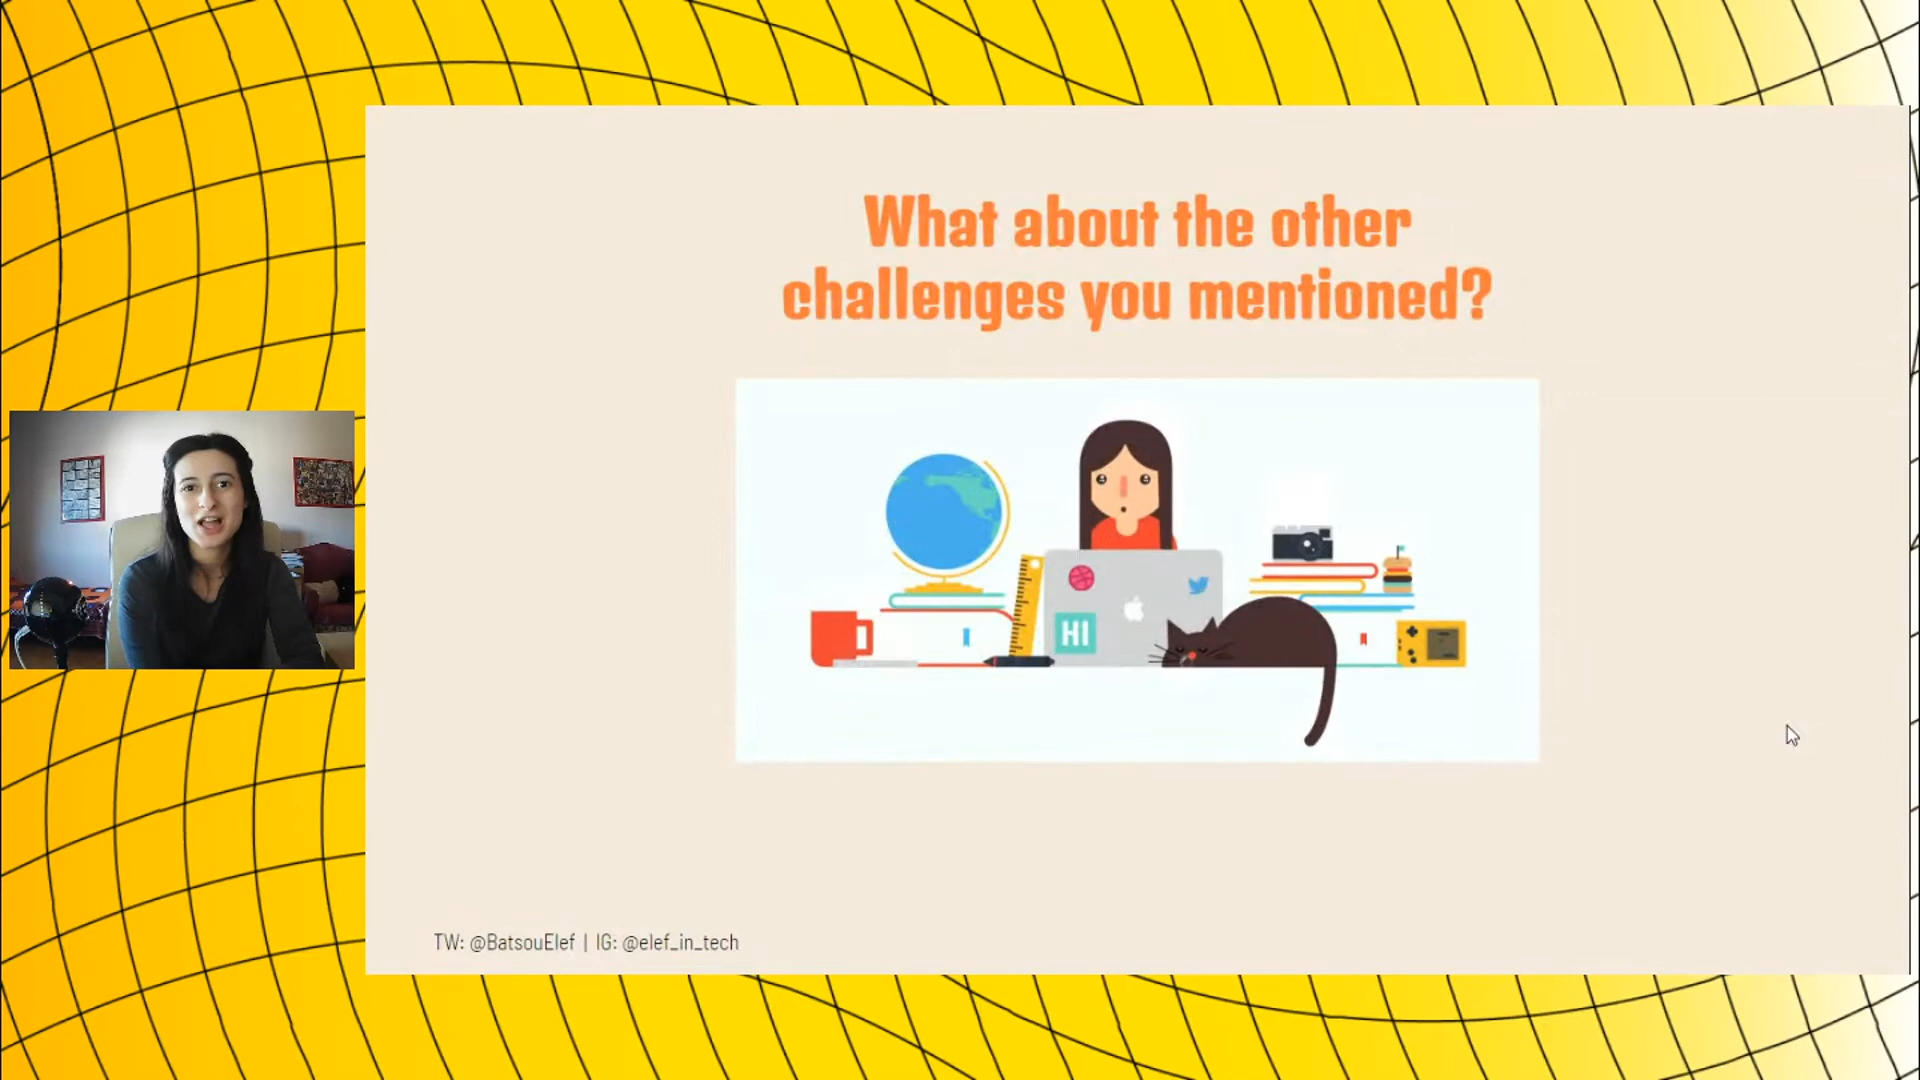 What about the other
challenges you mentioned?
HI
TW: @BatsouElef | IG: @elef_in_tech